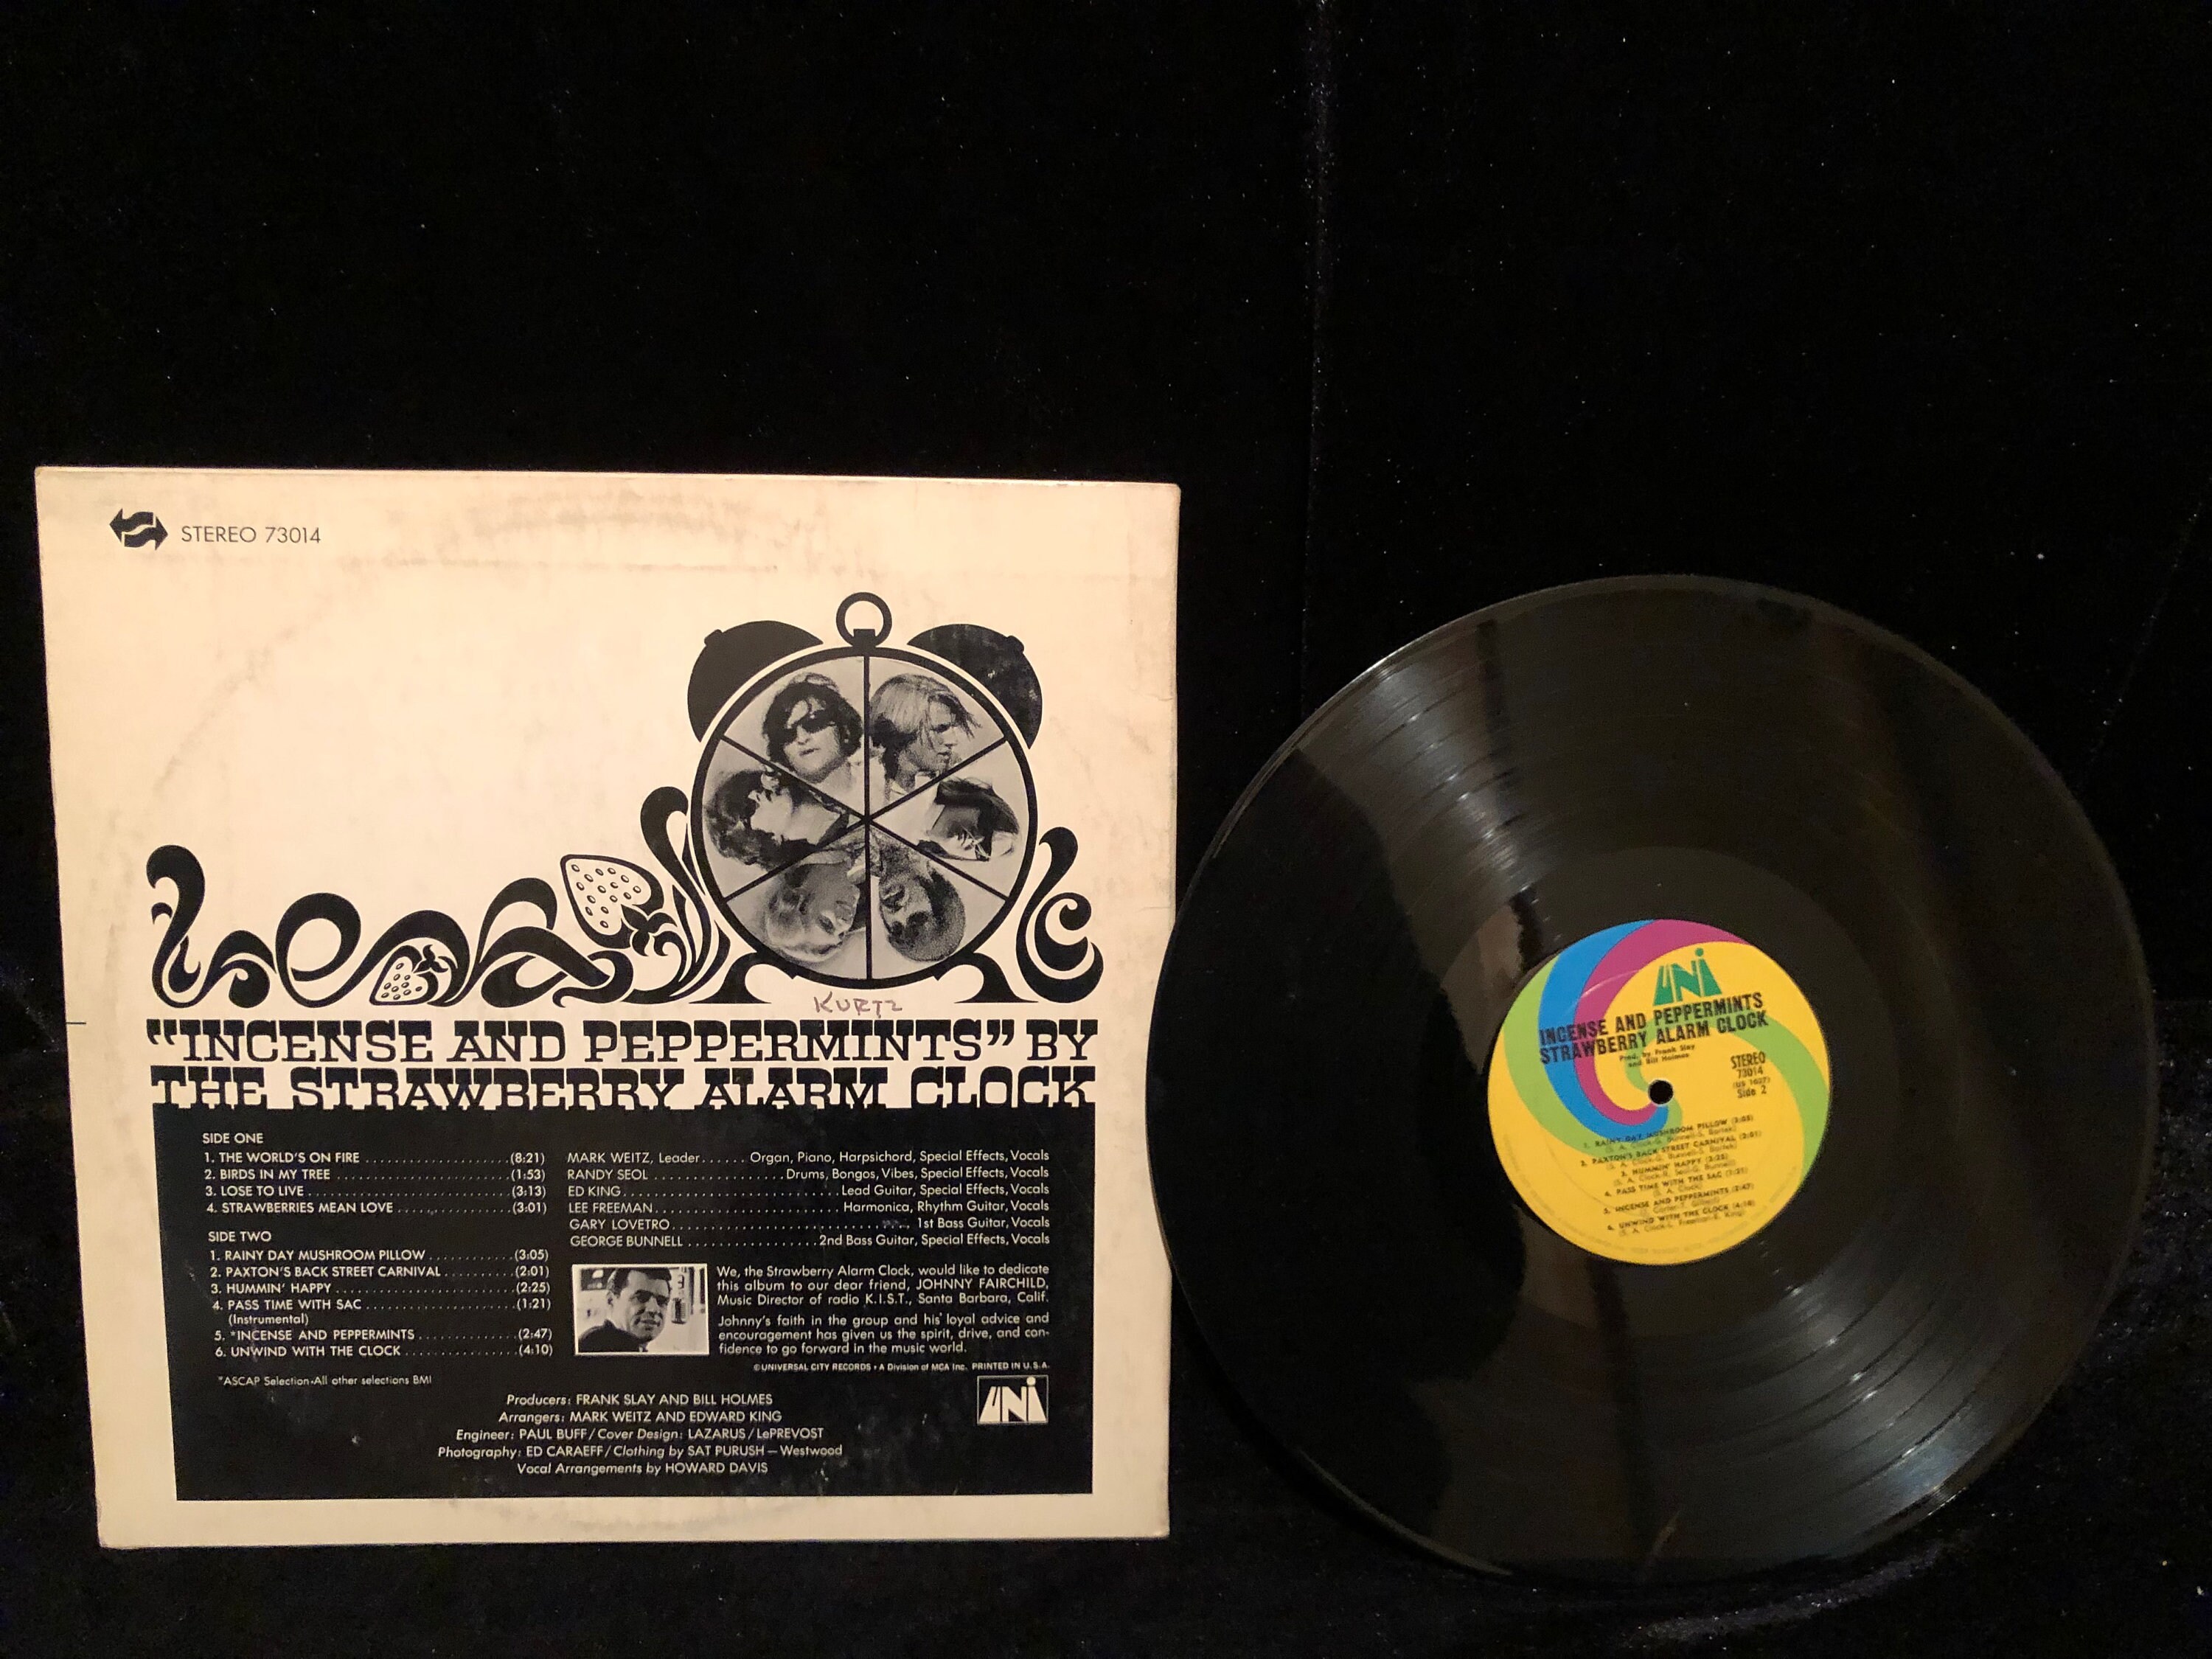 STEREO 73014
KURTZ
"INCENSE AND PEPPERMINTS" BY
THE STRAWBERRY ALARM CLOCK
SIDE ONE
1. THE WORLD'S ON FIRE ...................... (8:21)
2. BIRDS IN MY TREE .......................... (1:53)
3. LOSE TO LIVE .............................. (3:13)
4. STRAWBERRIES MEAN LOVE ................. (3:01)
SIDE TWO
1. RAINY DAY MUSHROOM PILLOW ............ (3:05)
2. PAXTON'S BACK STREET CARNIVAL .......... (2:01)
3. HUMMIN' HAPPY ........................... (2:25)
4. PASS TIME WITH SAC ...................... (1:21)
(Instrumental)
5. *INCENSE AND PEPPERMINTS ............... (2:47)
6. UNWIND WITH THE CLOCK ................. (4:10)
*ASCAP Selection•All other selections BMI
MARK WEITZ, Leader ...... Organ, Piano, Harpsichord, Special Effects, Vocals
RANDY SEOL ................ Drums, Bongos, Vibes, Special Effects, Vocals
ED KING .......................... Lead Guitar, Special Effects, Vocals
LEE FREEMAN ...................... Harmonica, Rhythm Guitar, Vocals
GARY LOVETRO ............................ 1st Bass Guitar, Vocals
GEORGE BUNNELL ................ 2nd Bass Guitar, Special Effects, Vocals
We, the Strawberry Alarm Clock, would like to dedicate
this album to our dear friend, JOHNNY FAIRCHILD,
Music Director of radio K.I.S.T., Santa Barbara, Calif.
Johnny's faith in the group and his loyal advice and
encouragement has given us the spirit, drive, and con-
fidence to go forward in the music world.
©UNIVERSAL CITY RECORDS • A Division of MCA Inc. PRINTED IN U.S.A.
UNI
Producers: FRANK SLAY AND BILL HOLMES
Arrangers: MARK WEITZ AND EDWARD KING
Engineer: PAUL BUFF / Cover Design: LAZARUS / LePREVOST
Photography: ED CARAEFF / Clothing by SAT PURUSH — Westwood
Vocal Arrangements by HOWARD DAVIS
UNI
INCENSE AND PEPPERMINTS
STRAWBERRY ALARM CLOCK
Prod. by Frank Slay
and Bill Holmes
STEREO
73014
(US 1627)
Side 2
1. RAINY DAY MUSHROOM PILLOW (3:05)
2. PAXTON'S BACK STREET CARNIVAL (2:01)
3. HUMMIN' HAPPY (2:25)
4. PASS TIME WITH THE SAC (1:21)
(S. A. Clock)
5. INCENSE AND PEPPERMINTS (2:47)
6. UNWIND WITH THE CLOCK (4:10)